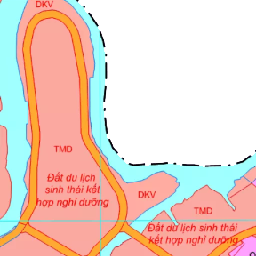 DKV
TMD
Đất du lịch
sinh thái kết
hợp nghỉ dưỡng
DKV
TMD
Đất du lịch sinh thái
kết hợp nghỉ dưỡng